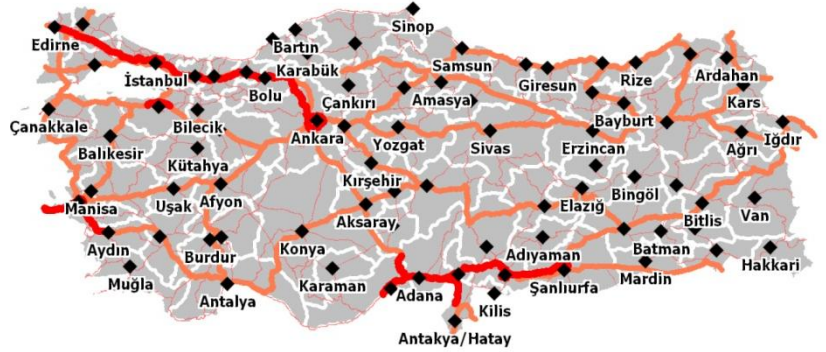 Sinop
Edirne
Bartın
İstanbul
Karabük
Samsun
Bolu
Giresun
Rize
Ardahan
Çankırı
Amasya
Kars
Çanakkale
Bilecik
Ankara
Yozgat
Sivas
Bayburt
Erzincan
Iğdır
Ağrı
Balıkesir
Kütahya
Kırşehir
Bingöl
Manisa
Uşak
Afyon
Aksaray
Elazığ
Bitlis
Van
Aydın
Burdur
Konya
Adıyaman
Batman
Hakkari
Muğla
Karaman
Adana
Şanlıurfa
Mardin
Antalya
Kilis
Antakya/Hatay